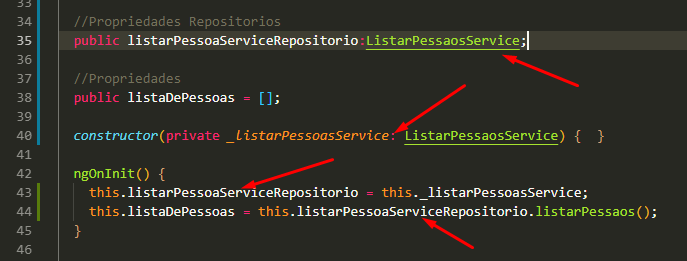 33
34 //Propriedades Repositorios
35 public listarPessoaServiceRepositorio:ListarPessaosService;
36
37 //Propriedades
38 public listaDePessoas = [];
39
40 constructor(private _listarPessoasService: ListarPessaosService) {  }
41
42 ngOnInit() {
43 this.listarPessoaServiceRepositorio = this._listarPessoasService;
44 this.listaDePessoas = this.listarPessoaServiceRepositorio.listarPessaos();
45 }
46